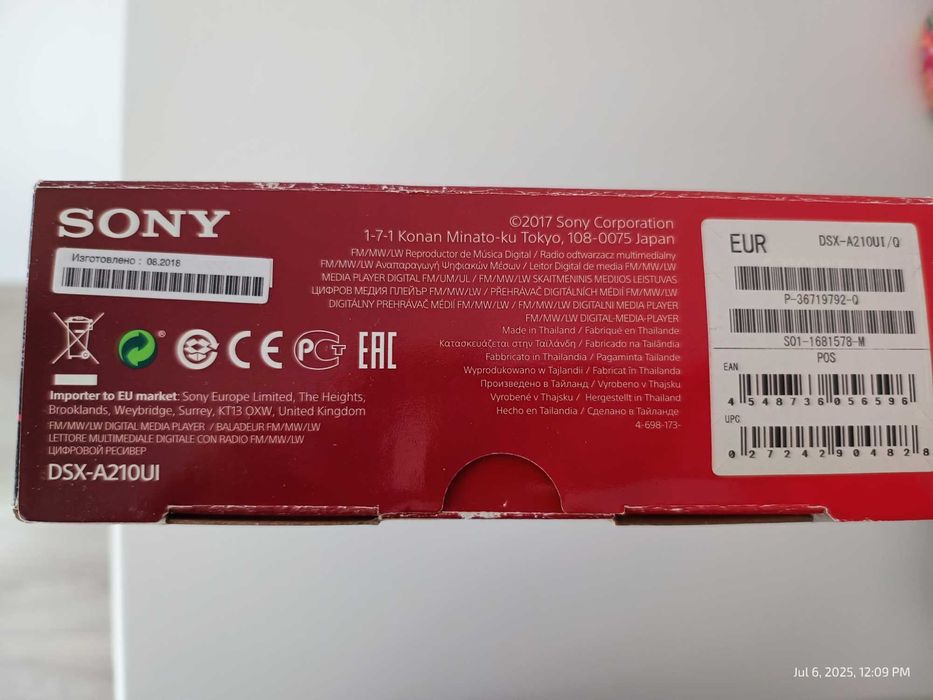 SONY
Изготовлено : 08.2018
©2017 Sony Corporation
1-7-1 Konan Minato-ku Tokyo, 108-0075 Japan
FM/MW/LW Reproductor de Música Digital / Radio odtwarzacz multimedialny
FM/MW/LW Αναπαραγωγή Ψηφιακών Μέσων / Leitor Digital de media FM/MW/LW
MEDIA PLAYER DIGITAL FM/UM/UL / FM/MW/LW SKAITMENINIS MEDIJOS LEISTUVAS
ЦИФРОВ МЕДИЯ ПЛЕЙЪР FM/MW/LW / PŘEHRÁVAČ DIGITÁLNÍCH MÉDIÍ FM/MW/LW
DIGITÁLNY PREHRÁVAČ MÉDIÍ FM/MW/LW / FM/MW/LW DIGITALNI MEDIA PLAYER
FM/MW/LW DIGITAL-MEDIA-PLAYER
Made in Thailand / Fabriqué en Thaïlande
Κατασκευάζεται στην Ταϊλάνδη / Fabricado na Tailândia
Fabbricato in Thailandia / Pagaminta Tailande
Wyprodukowano w Tajlandii / Fabricat în Thailanda
Произведено в Тайланд / Vyrobeno v Thajsku
Vyrobené v Thajsku / Hergestellt in Thailand
Hecho en Tailandia / Сделано в Таиланде
4-698-173-
CE
РСТ
EAC
Importer to EU market: Sony Europe Limited, The Heights,
Brooklands, Weybridge, Surrey, KT13 OXW, United Kingdom
FM/MW/LW DIGITAL MEDIA PLAYER / BALADEUR FM/MW/LW
LETTORE MULTIMEDIALE DIGITALE CON RADIO FM/MW/LW
ЦИФРОВОЙ РЕСИВЕР
DSX-A210UI
EUR DSX-A210UI/Q
P-36719792-Q
S01-1681578-M
POS
EAN
4 548736 056596
UPC
0 27242 90482 8
Jul 6, 2025, 12:09 PM